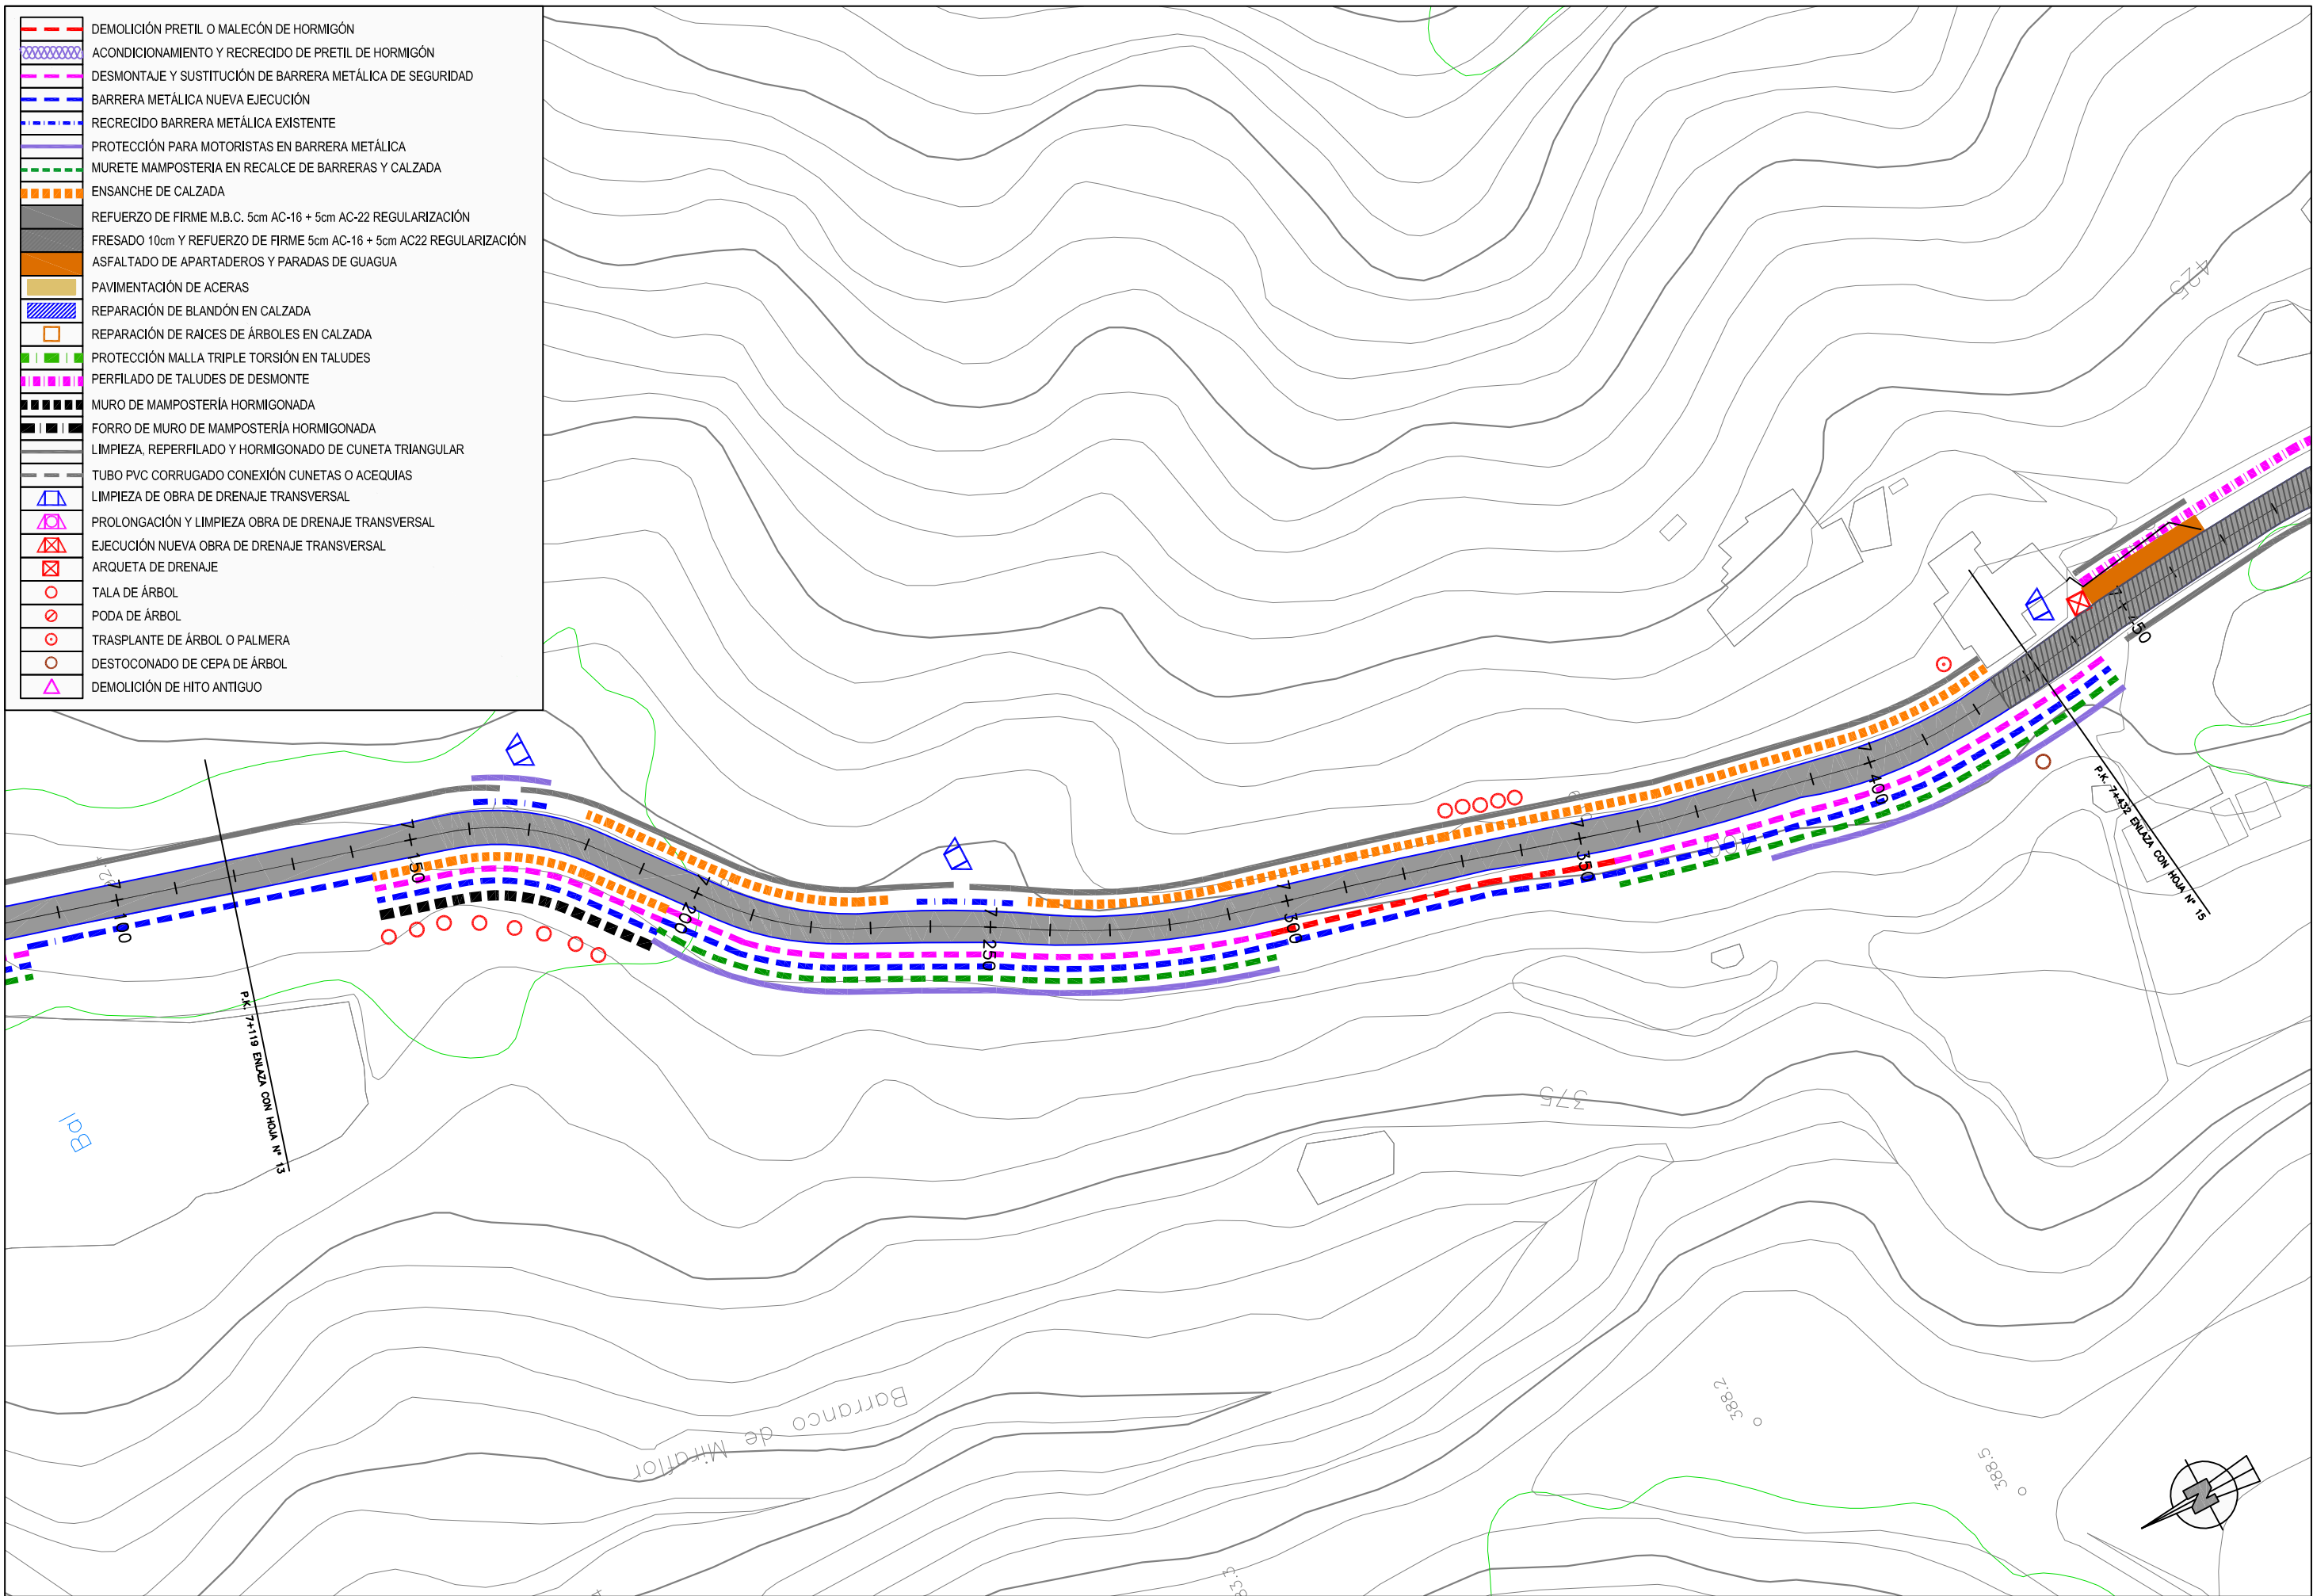 DEMOLICIÓN PRETIL O MALECÓN DE HORMIGÓN
ACONDICIONAMIENTO Y RECRECIDO DE PRETIL DE HORMIGÓN
DESMONTAJE Y SUSTITUCIÓN DE BARRERA METÁLICA DE SEGURIDAD
BARRERA METÁLICA NUEVA EJECUCIÓN
RECRECIDO BARRERA METÁLICA EXISTENTE
PROTECCIÓN PARA MOTORISTAS EN BARRERA METÁLICA
MURETE MAMPOSTERIA EN RECALCE DE BARRERAS Y CALZADA
ENSANCHE DE CALZADA
REFUERZO DE FIRME M.B.C. 5cm AC-16 + 5cm AC-22 REGULARIZACIÓN
FRESADO 10cm Y REFUERZO DE FIRME 5cm AC-16 + 5cm AC22 REGULARIZACIÓN
ASFALTADO DE APARTADEROS Y PARADAS DE GUAGUA
PAVIMENTACIÓN DE ACERAS
REPARACIÓN DE BLANDÓN EN CALZADA
REPARACIÓN DE RAICES DE ÁRBOLES EN CALZADA
PROTECCIÓN MALLA TRIPLE TORSIÓN EN TALUDES
PERFILADO DE TALUDES DE DESMONTE
MURO DE MAMPOSTERÍA HORMIGONADA
FORRO DE MURO DE MAMPOSTERÍA HORMIGONADA
LIMPIEZA, REPERFILADO Y HORMIGONADO DE CUNETA TRIANGULAR
TUBO PVC CORRUGADO CONEXIÓN CUNETAS O ACEQUIAS
LIMPIEZA DE OBRA DE DRENAJE TRANSVERSAL
PROLONGACIÓN Y LIMPIEZA OBRA DE DRENAJE TRANSVERSAL
EJECUCIÓN NUEVA OBRA DE DRENAJE TRANSVERSAL
ARQUETA DE DRENAJE
TALA DE ÁRBOL
PODA DE ÁRBOL
TRASPLANTE DE ÁRBOL O PALMERA
DESTOCONADO DE CEPA DE ÁRBOL
DEMOLICIÓN DE HITO ANTIGUO
425
7+450
7+400
7+350
7+300
7+250
7+200
7+150
7+100
P.K. 7+432 ENLAZA CON HOJA Nº 15
P.K. 7+119 ENLAZA CON HOJA Nº 13
400
375
Bal
Barranco de Miraflor
388.2
388.5
N